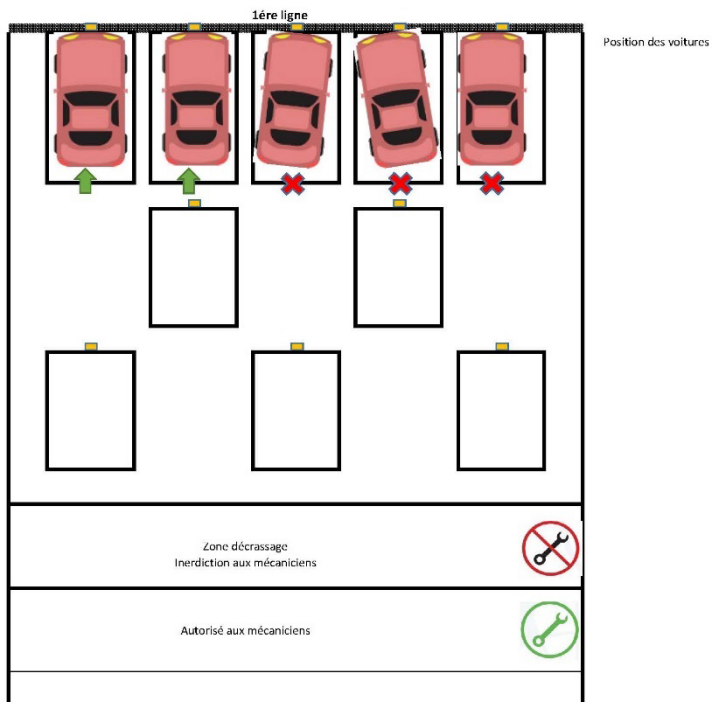 1ére ligne
Position des voitures
Zone décrassage
Inerdiction aux mécaniciens
Autorisé aux mécaniciens